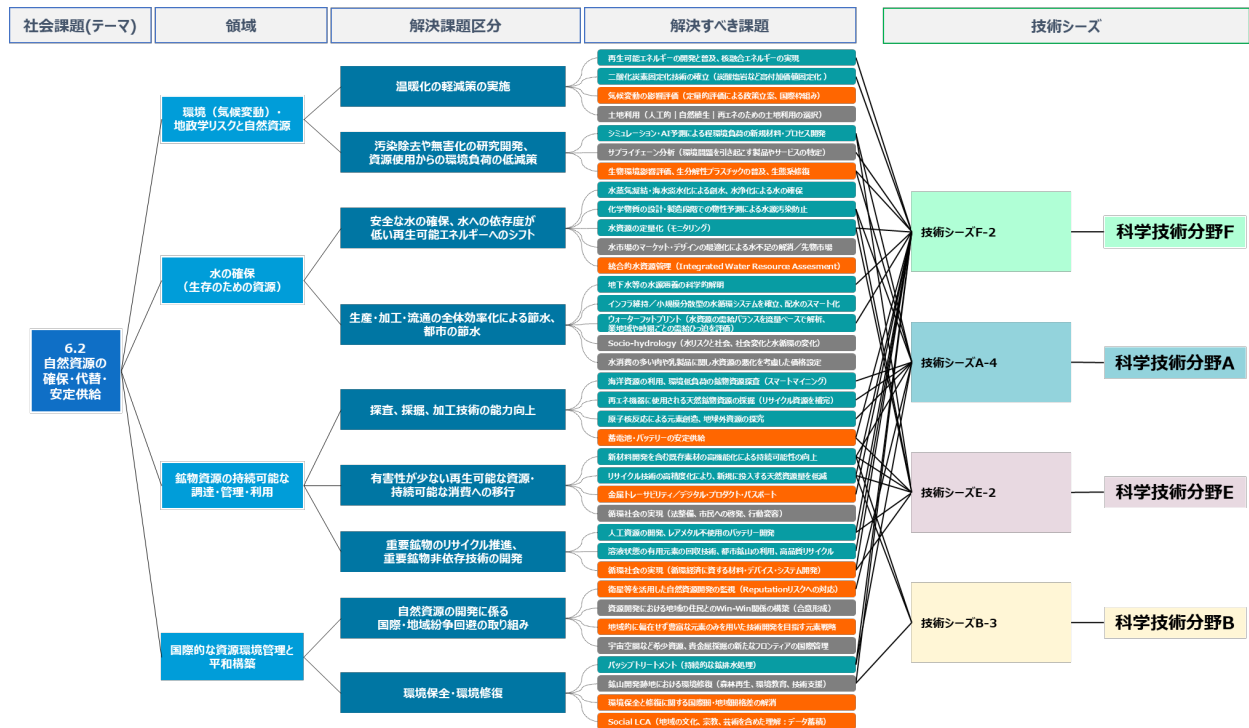 社会課題(テーマ)
領域
解決課題区分
解決すべき課題
技術シーズ
6.2
自然資源の
確保・代替・
安定供給
環境（気候変動）・
地政学リスクと自然資源
水の確保
（生存のための資源）
鉱物資源の持続可能な
調達・管理・利用
国際的な資源環境管理と
平和構築
温暖化の軽減策の実施
汚染除去や無害化の研究開発、
資源使用からの環境負荷の低減策
安全な水の確保、水への依存度が
低い再生可能エネルギーへのシフト
生産・加工・流通の全体効率化による節水、
都市の節水
探査、採掘、加工技術の能力向上
有害性が少ない再生可能な資源・
持続可能な消費への移行
重要鉱物のリサイクル推進、
重要鉱物非依存技術の開発
自然資源の開発に係る
国際・地域紛争回避の取り組み
環境保全・環境修復
再生可能エネルギーの開発と普及、核融合エネルギーの実現
二酸化炭素固定化技術の確立（炭酸塩岩など高付加価値固定化）
気候変動の影響評価（定量的評価による政策立案、国際枠組み）
土地利用（人工的｜自然植生｜再エネのための土地利用の選択）
シミュレーション・AI予測による程環境負荷の新規材料・プロセス開発
サプライチェーン分析（環境問題を引き起こす製品やサービスの特定）
生物環境影響評価、生分解性プラスチックの普及、生態系修復
水蒸気凝結・海水淡水化による創水、水浄化による水の確保
化学物質の設計・製造段階での物性予測による水源汚染防止
水資源の定量化（モニタリング）
水市場のマーケット・デザインの最適化による水不足の解消／先物市場
統合的水資源管理（Integrated Water Resource Assesment）
地下水等の水源涵養の科学的解明
インフラ維持／小規模分散型の水循環システムを確立、配水のスマート化
ウォーターフットプリント（水資源の需給バランスを流量ベースで解析、
業地域や時期ごとの需給ひっ迫を評価）
Socio-hydrology（水リスクと社会、社会変化と水循環の変化）
水消費の多い肉や乳製品に関し水資源の悪化を考慮した価格設定
海洋資源の利用、環境低負荷の鉱物資源探査（スマートマイニング）
再エネ機器に使用される天然鉱物資源の採掘（リサイクル資源を補完）
原子核反応による元素創造、地球外資源の探究
蓄電池・バッテリーの安定供給
新材料開発を含む既存素材の高機能化による持続可能性の向上
リサイクル技術の高精度化により、新規に投入する天然資源量を低減
金属トレーサビリティ／デジタル・プロダクト・パスポート
循環社会の実現（法整備、市民への啓発、行動変容）
人工資源の開発、レアメタル不使用のバッテリー開発
溶液状態の有用元素の回収技術、都市鉱山の利用、高品質リサイクル
循環社会の実現（循環経済に資する材料・デバイス・システム開発）
衛星等を活用した自然資源開発の監視（Reputationリスクへの対応）
資源開発における地域の住民とのWin-Win関係の構築（合意形成）
地域的に偏在せず豊富な元素のみを用いた技術開発を目指す元素戦略
宇宙空間など希少資源、貴金属採掘の新たなフロンティアの国際管理
パッシブトリートメント（持続的な鉱排水処理）
鉱山開発跡地における環境修復（森林再生、環境教育、技術支援）
環境保全と修復に関する国際間・地域間格差の解消
Social LCA（地域の文化、宗教、芸術を含めた理解：データ蓄積）
技術シーズF-2
技術シーズA-4
技術シーズE-2
技術シーズB-3
科学技術分野F
科学技術分野A
科学技術分野E
科学技術分野B